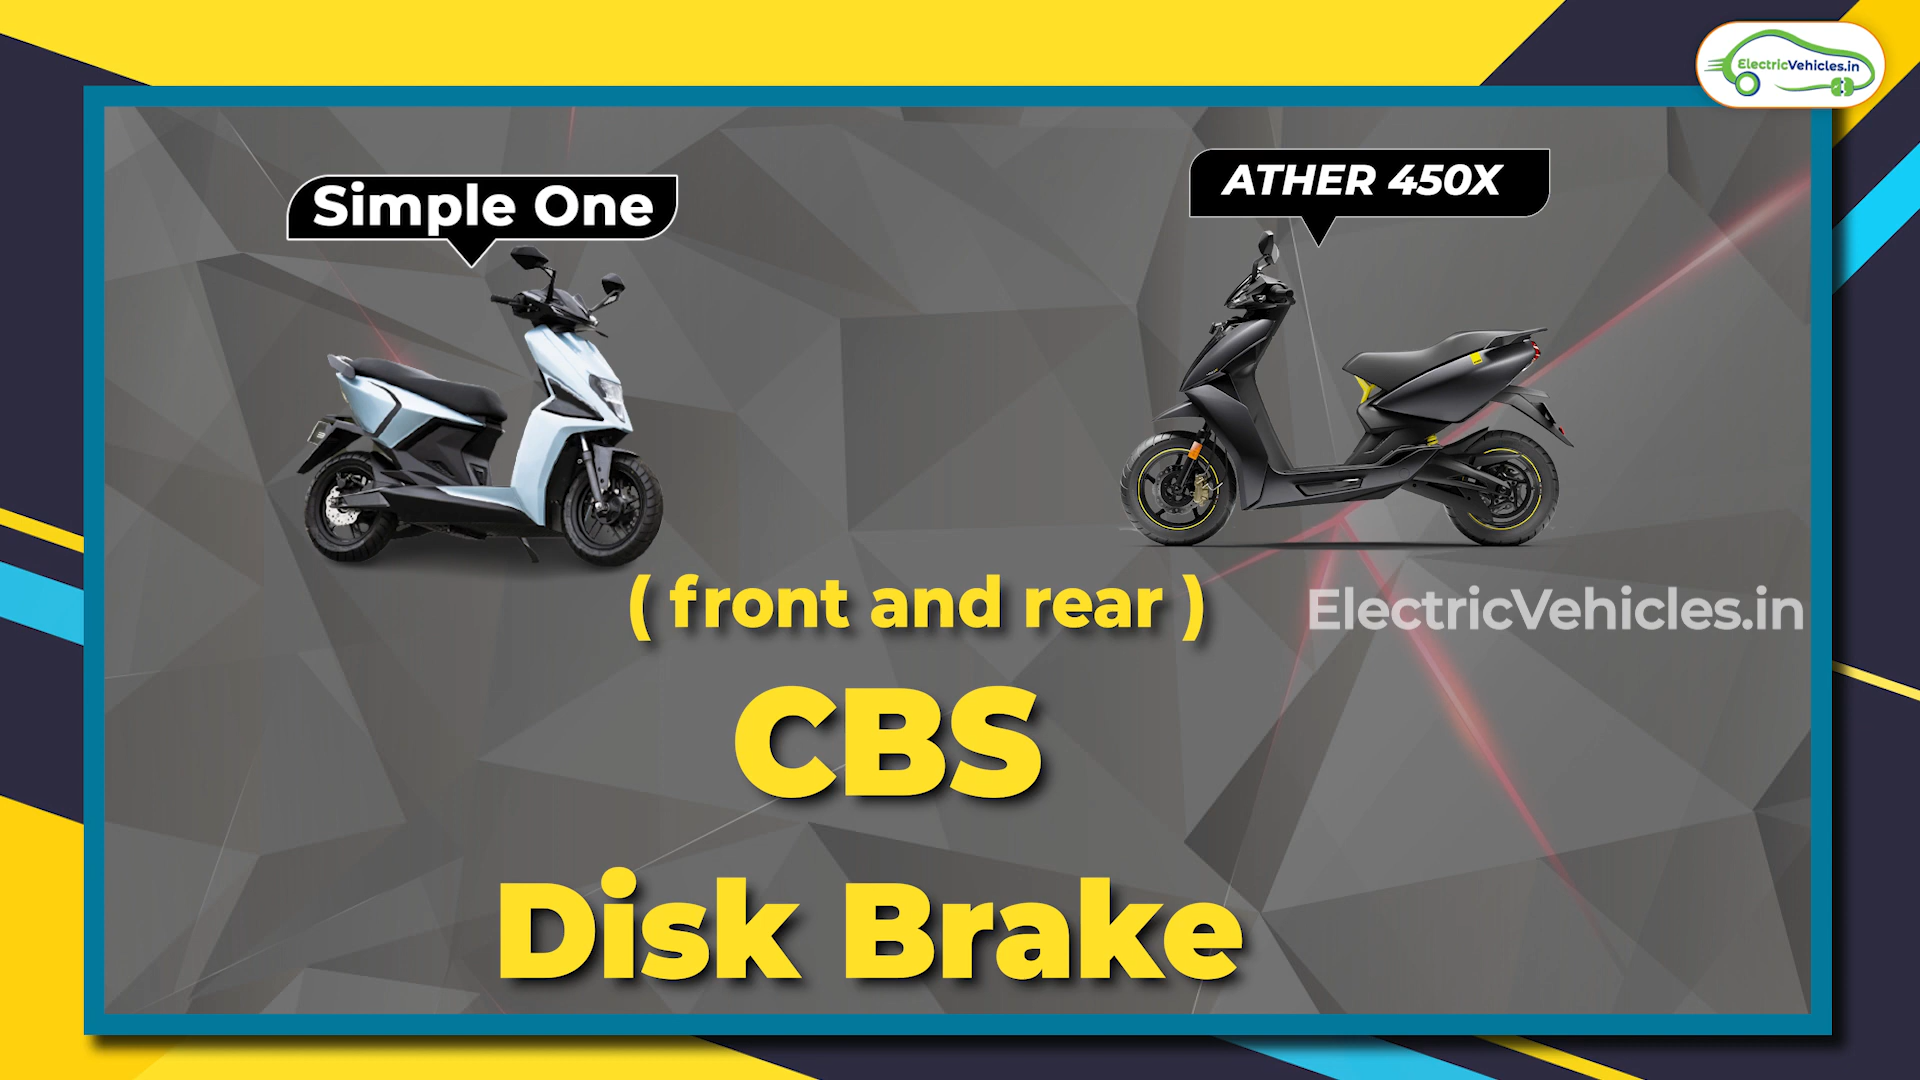 ElectricVehicles.in
Simple One
ATHER 450X
( front and rear )
ElectricVehicles.in
CBS
Disk Brake